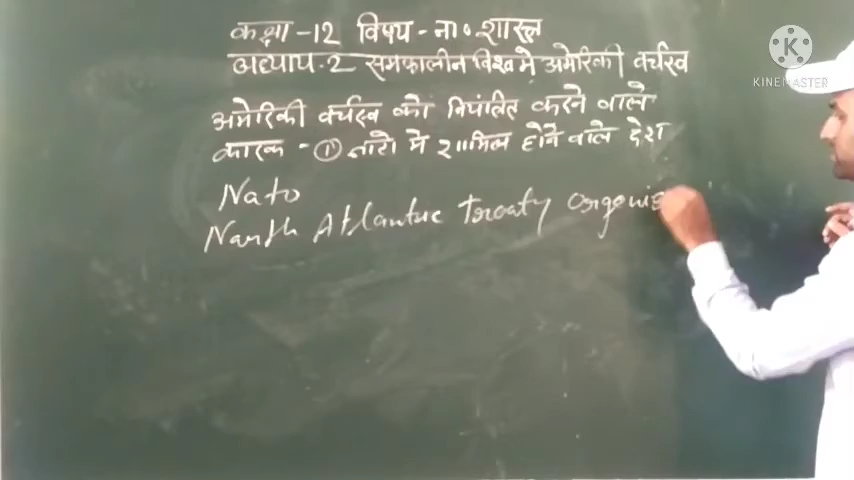 कक्षा -12 विषय - ना० शास्त्र
अध्याय.2 समकालीन विश्व मे अमेरिकी वर्चस्व
अमेरिकी वर्चस्व को नियंत्रित करने वाले
कारक - ① नाटो मे शामिल होने वाले देश
Nato
North Atlantic Treaty Organis
KINEMASTER